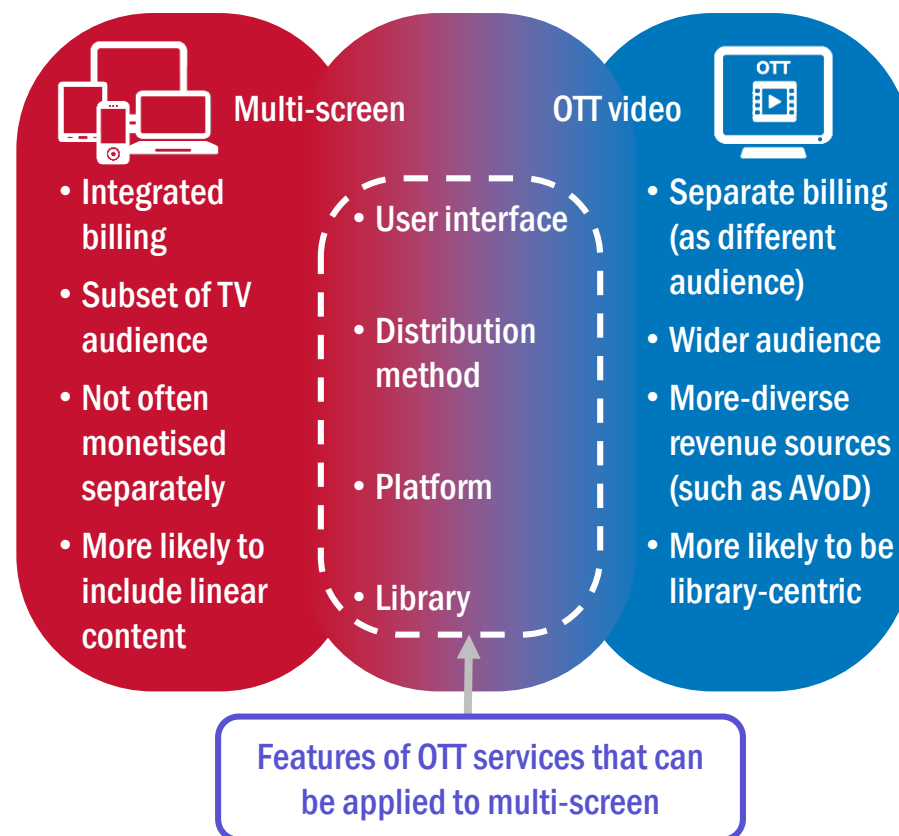 Multi-screen
• Integrated
billing
• Subset of TV
audience
• Not often
monetised
separately
• More likely to
include linear
content
• User interface
• Distribution
method
• Platform
• Library
OTT video
OTT
• Separate billing
(as different
audience)
• Wider audience
• More-diverse
revenue sources
(such as AVoD)
• More likely to be
library-centric
Features of OTT services that can
be applied to multi-screen